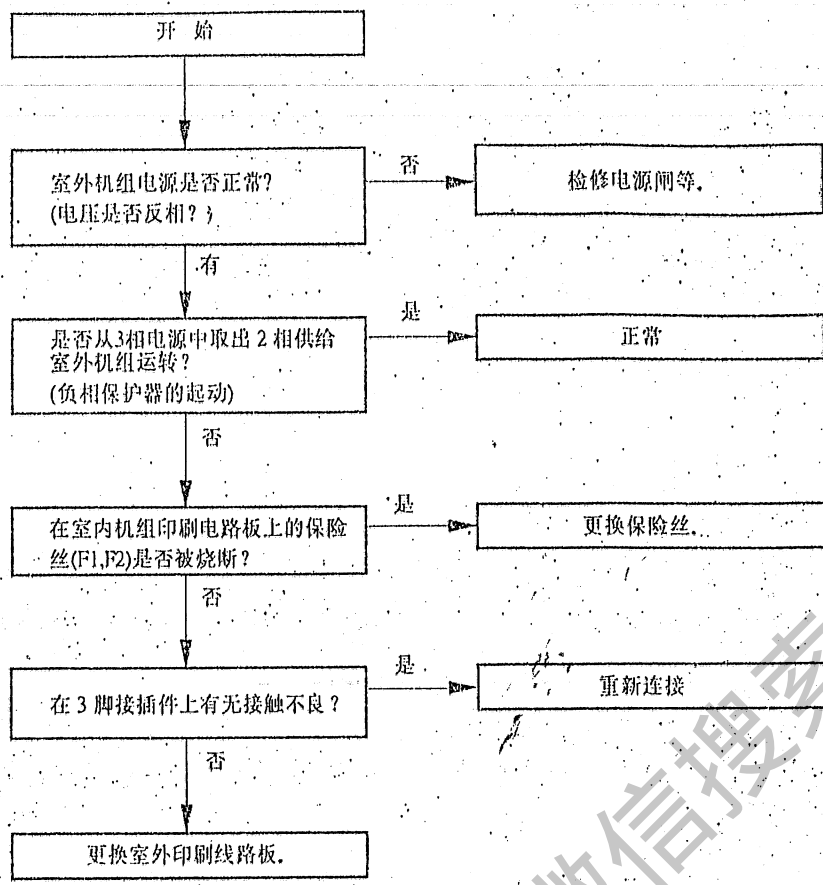 开 始
室外机组电源是否正常?
(电压是否反相?)
否
检修电源闸等.
有
是否从3相电源中取出2相供给
室外机组运转?
(负相保护器的起动)
是
正常
否
在室内机组印刷电路板上的保险
丝(F1,F2)是否被烧断?
是
更换保险丝.
否
在3脚接插件上有无接触不良?
是
重新连接
否
更换室外印刷线路板.
微信搜索